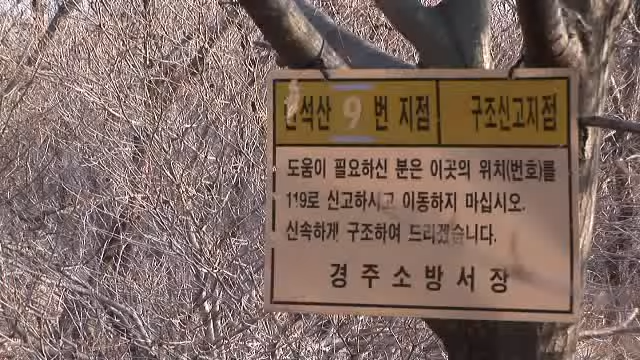 단석산 9 번 지점 구조신고지점
도움이 필요하신 분은 이곳의 위치(번호)를
119로 신고하시고 이동하지 마십시오.
신속하게 구조하여 드리겠습니다.
경주소방서장